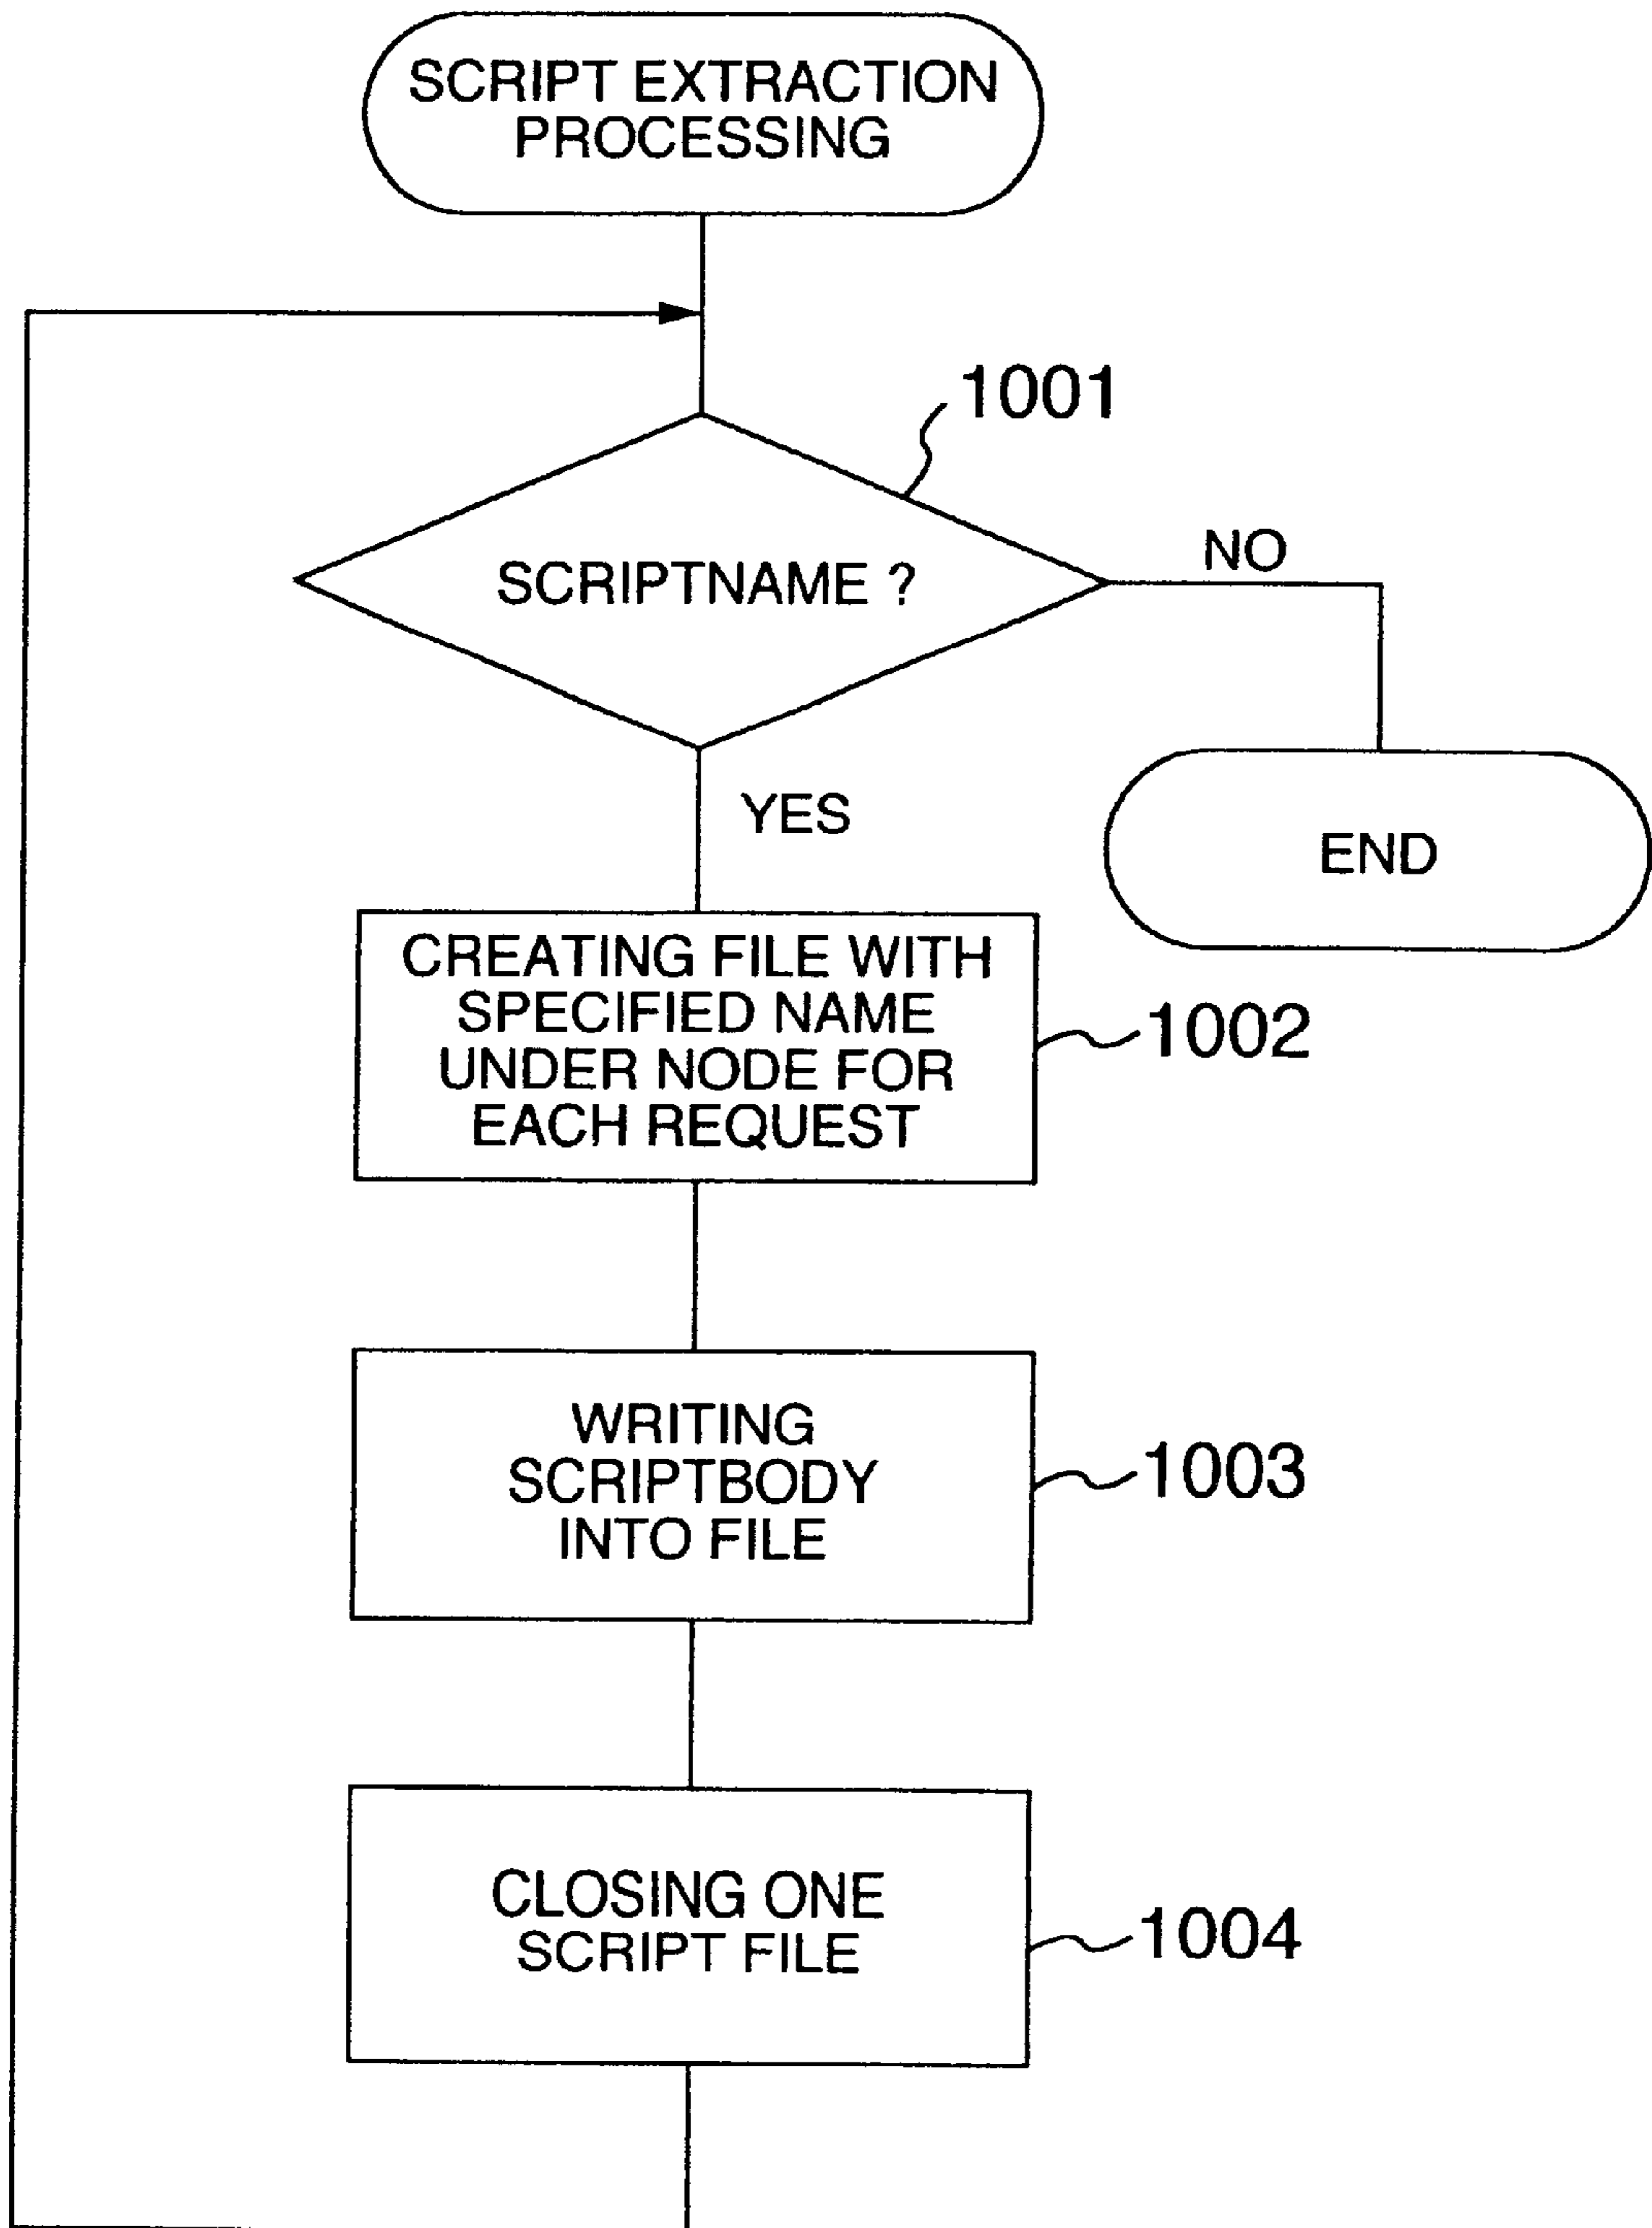 SCRIPT EXTRACTION
PROCESSING
1001
SCRIPTNAME ?
NO
YES
END
CREATING FILE WITH
SPECIFIED NAME
UNDER NODE FOR
EACH REQUEST
1002
WRITING
SCRIPTBODY
INTO FILE
1003
CLOSING ONE
SCRIPT FILE
1004